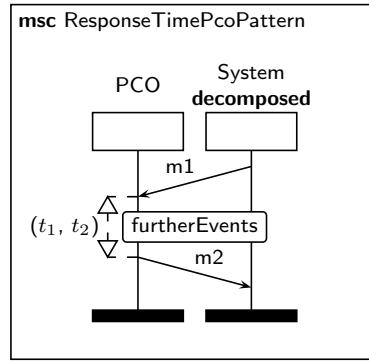 msc ResponseTimePcoPattern
PCO
System
decomposed
m1
(t1, t2)
furtherEvents
m2